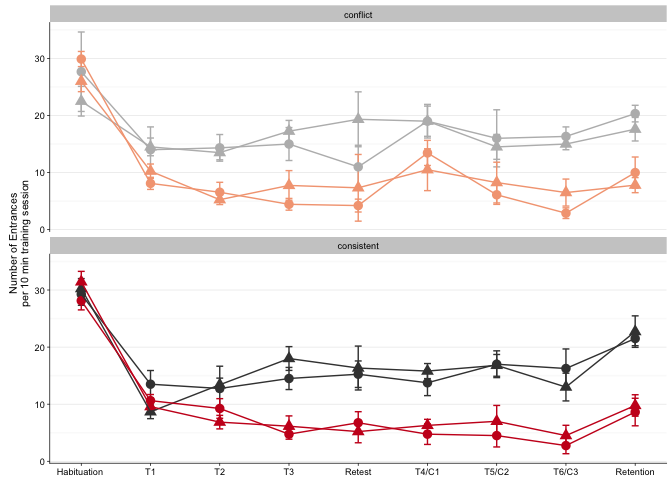 conflict
30
20
10
0
consistent
30
20
10
0
Number of Entrances
per 10 min training session
Habituation T1 T2 T3 Retest T4/C1 T5/C2 T6/C3 Retention